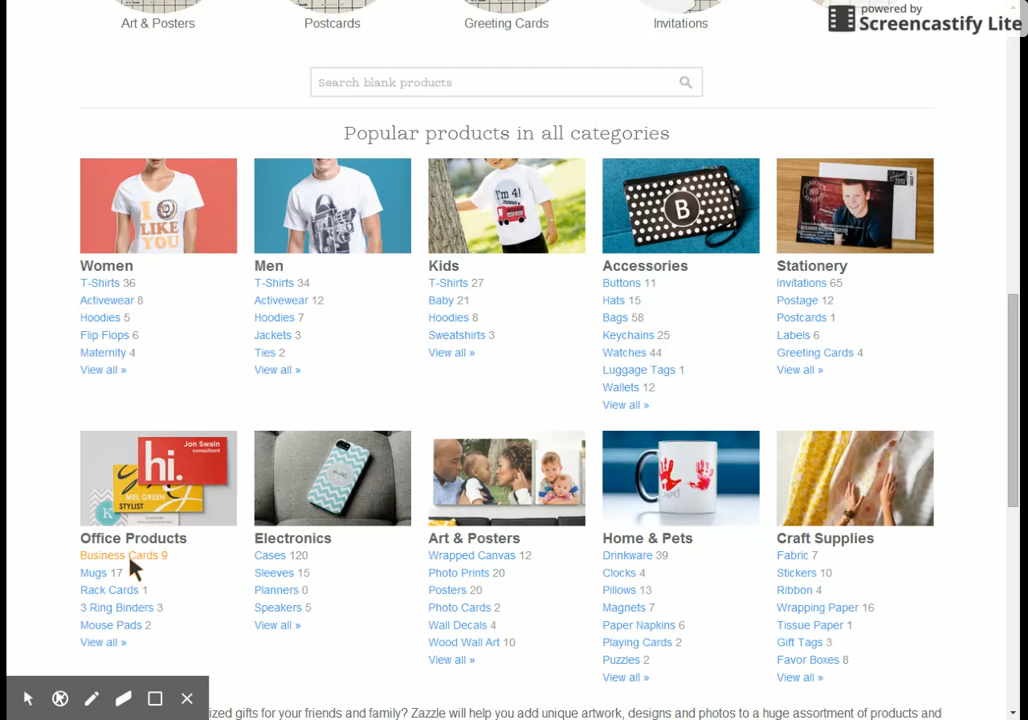 powered by
Screencastify Lite
Art & Posters
Postcards
Greeting Cards
Invitations
Search blank products
Popular products in all categories
I LIKE YOU
I'm 4!
B
Women
T-Shirts 36
Activewear 8
Hoodies 5
Flip Flops 6
Maternity 4
View all »
Men
T-Shirts 34
Activewear 12
Hoodies 7
Jackets 3
Ties 2
View all »
Kids
T-Shirts 27
Baby 21
Hoodies 8
Sweatshirts 3
View all »
Accessories
Buttons 11
Hats 15
Bags 58
Keychains 25
Watches 44
Luggage Tags 1
Wallets 12
View all »
Stationery
Invitations 65
Postage 12
Postcards 1
Labels 6
Greeting Cards 4
View all »
Jon Swain
consultant
hi.
MEL GREEN
STYLIST
K
Office Products
Business Cards 9
Mugs 17
Rack Cards 1
3 Ring Binders 3
Mouse Pads 2
View all »
Electronics
Cases 120
Sleeves 15
Planners 0
Speakers 5
View all »
Art & Posters
Wrapped Canvas 12
Photo Prints 20
Posters 20
Photo Cards 2
Wall Decals 4
Wood Wall Art 10
View all »
Home & Pets
Drinkware 39
Clocks 4
Pillows 13
Magnets 7
Paper Napkins 6
Playing Cards 2
Puzzles 2
View all »
Craft Supplies
Fabric 7
Stickers 10
Ribbon 4
Wrapping Paper 16
Tissue Paper 1
Gift Tags 3
Favor Boxes 8
View all »
gifts for your friends and family? Zazzle will help you add unique artwork, designs and photos to a huge assortment of products and